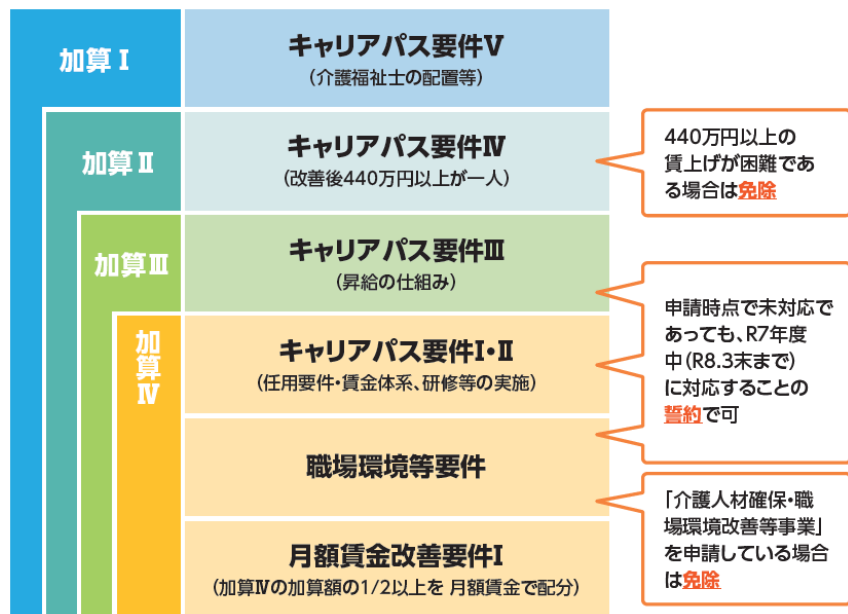 加算Ⅰ
キャリアパス要件Ⅴ
(介護福祉士の配置等)
加算Ⅱ
キャリアパス要件Ⅳ
(改善後440万円以上が一人)
440万円以上の
賃上げが困難であ
る場合は免除
加算Ⅲ
キャリアパス要件Ⅲ
(昇給の仕組み)
加算Ⅳ
キャリアパス要件Ⅰ・Ⅱ
(任用要件・賃金体系、研修等の実施)
申請時点で未対応で
あっても、R7年度
中(R8.3末まで)
に対応することの
誓約で可
職場環境等要件
「介護人材確保・職
場環境改善等事業」
を申請している場合
は免除
月額賃金改善要件Ⅰ
(加算Ⅳの加算額の1/2以上を 月額賃金で配分)